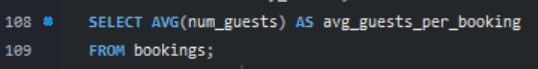 108 SELECT AVG(num_guests) AS avg_guests_per_booking
109 FROM bookings;